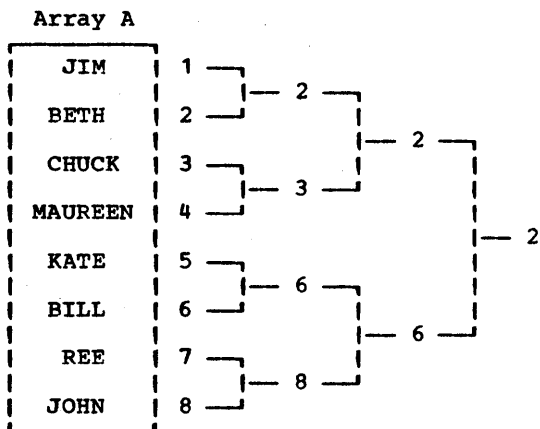 Array A
JIM 1
2
BETH 2
2
CHUCK 3
3
MAUREEN 4
2
KATE 5
6
BILL 6
6
REE 7
8
JOHN 8